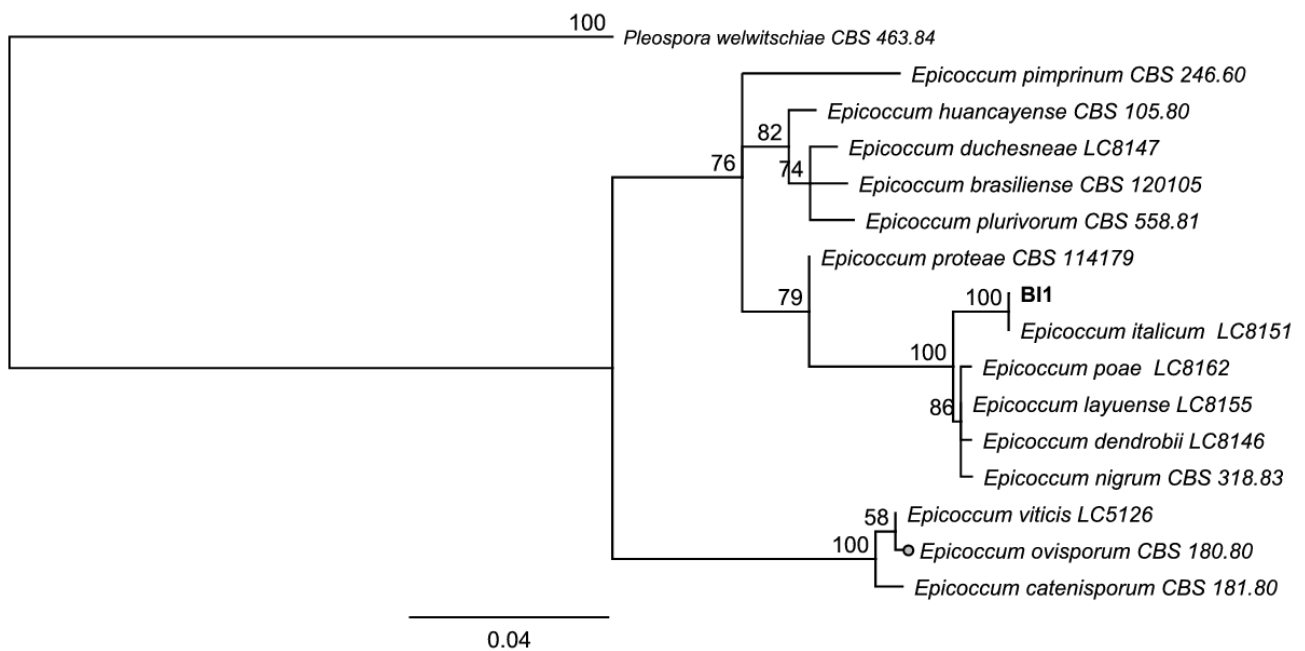 100
Pleospora welwitschiae CBS 463.84
Epicoccum pimprinum CBS 246.60
Epicoccum huancayense CBS 105.80
82
Epicoccum duchesneae LC8147
76
74
Epicoccum brasiliense CBS 120105
Epicoccum plurivorum CBS 558.81
Epicoccum proteae CBS 114179
79
100
BI1
Epicoccum italicum LC8151
100
Epicoccum poae LC8162
86
Epicoccum layuense LC8155
Epicoccum dendrobii LC8146
Epicoccum nigrum CBS 318.83
58
Epicoccum viticis LC5126
100
Epicoccum ovisporum CBS 180.80
Epicoccum catenisporum CBS 181.80
0.04